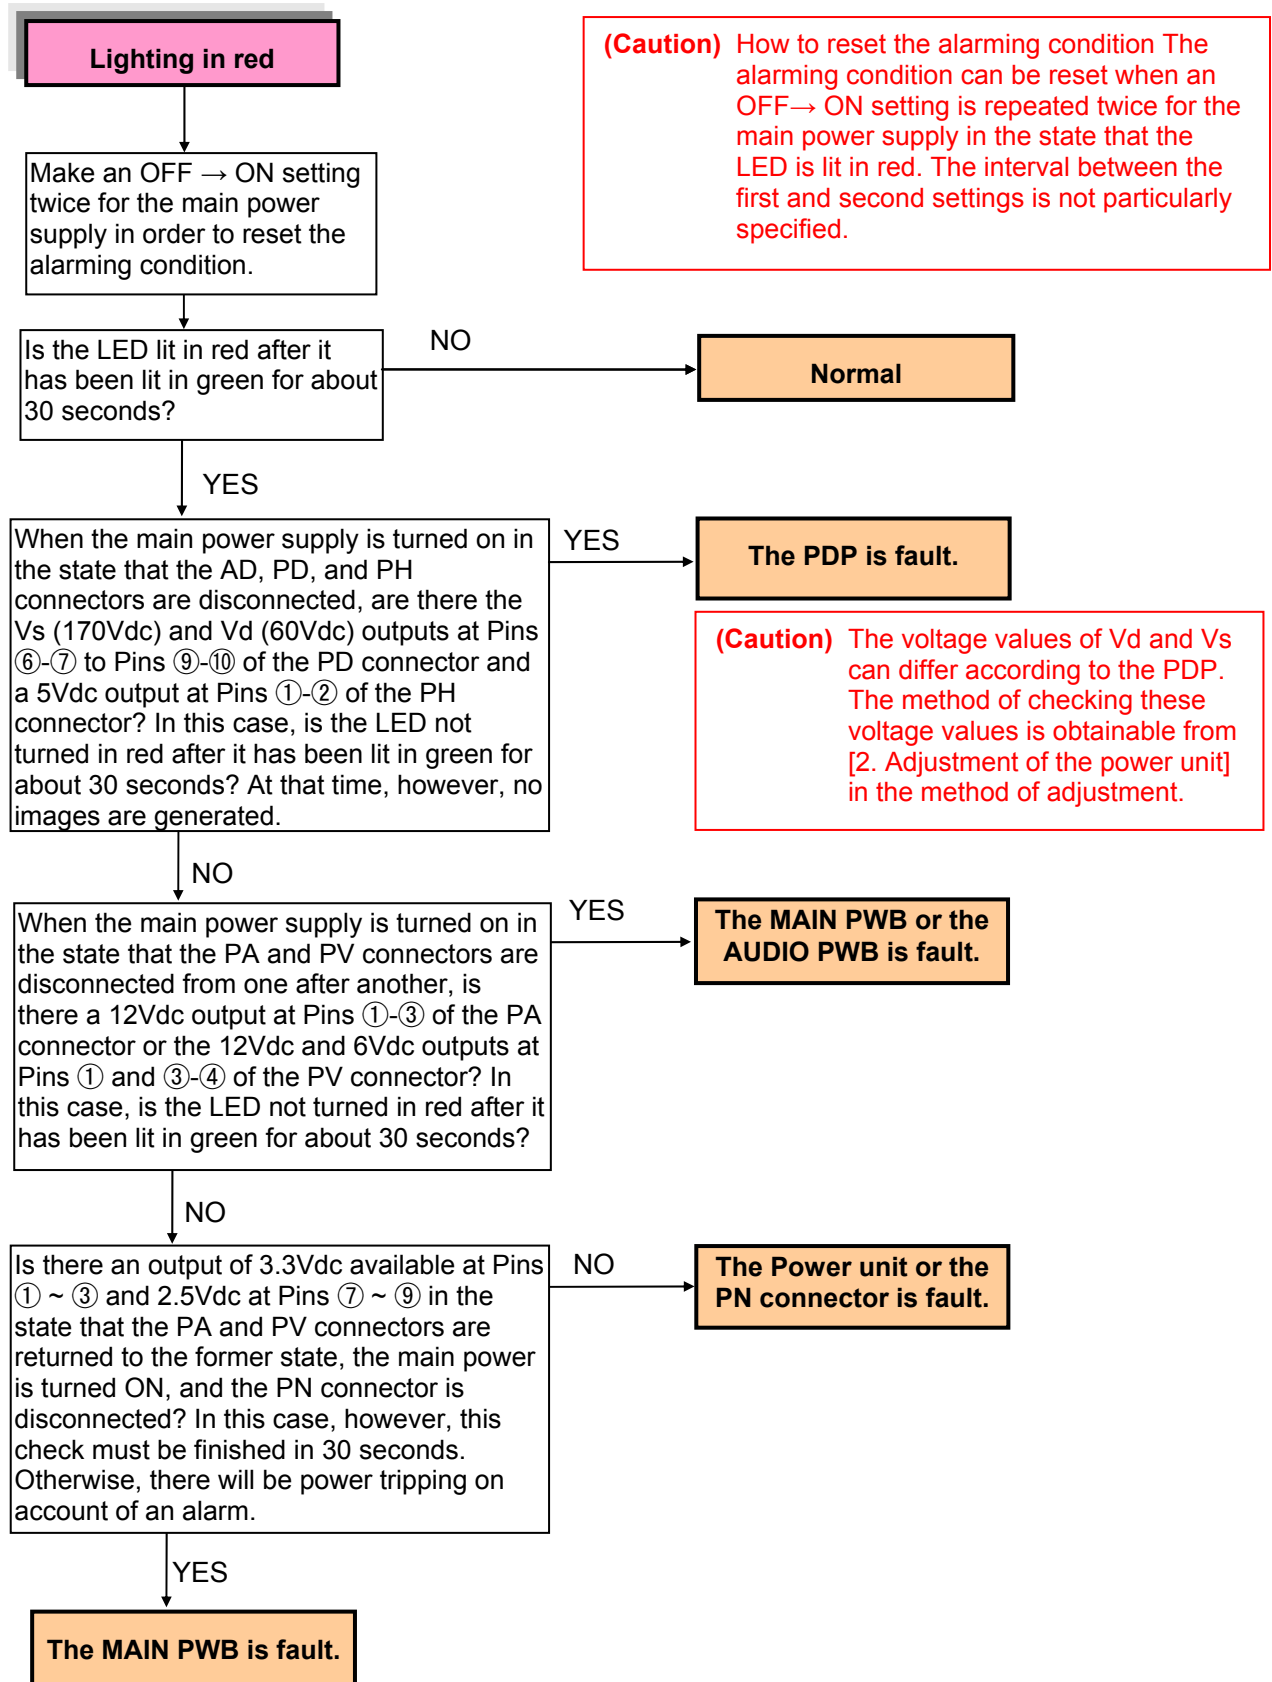 Lighting in red
(Caution) How to reset the alarming condition The
alarming condition can be reset when an
OFF→ ON setting is repeated twice for the
main power supply in the state that the
LED is lit in red. The interval between the
first and second settings is not particularly
specified.
Make an OFF → ON setting
twice for the main power
supply in order to reset the
alarming condition.
Is the LED lit in red after it
has been lit in green for about
30 seconds?
NO
Normal
YES
When the main power supply is turned on in
the state that the AD, PD, and PH
connectors are disconnected, are there the
Vs (170Vdc) and Vd (60Vdc) outputs at Pins
⑥-⑦ to Pins ⑨-⑩ of the PD connector and
a 5Vdc output at Pins ①-② of the PH
connector? In this case, is the LED not
turned in red after it has been lit in green for
about 30 seconds? At that time, however, no
images are generated.
YES
The PDP is fault.
(Caution) The voltage values of Vd and Vs
can differ according to the PDP.
The method of checking these
voltage values is obtainable from
[2. Adjustment of the power unit]
in the method of adjustment.
NO
When the main power supply is turned on in
the state that the PA and PV connectors are
disconnected from one after another, is
there a 12Vdc output at Pins ①-③ of the PA
connector or the 12Vdc and 6Vdc outputs at
Pins ① and ③-④ of the PV connector? In
this case, is the LED not turned in red after it
has been lit in green for about 30 seconds?
YES
The MAIN PWB or the
AUDIO PWB is fault.
NO
Is there an output of 3.3Vdc available at Pins
① ~ ③ and 2.5Vdc at Pins ⑦ ~ ⑨ in the
state that the PA and PV connectors are
returned to the former state, the main power
is turned ON, and the PN connector is
disconnected? In this case, however, this
check must be finished in 30 seconds.
Otherwise, there will be power tripping on
account of an alarm.
NO
The Power unit or the
PN connector is fault.
YES
The MAIN PWB is fault.